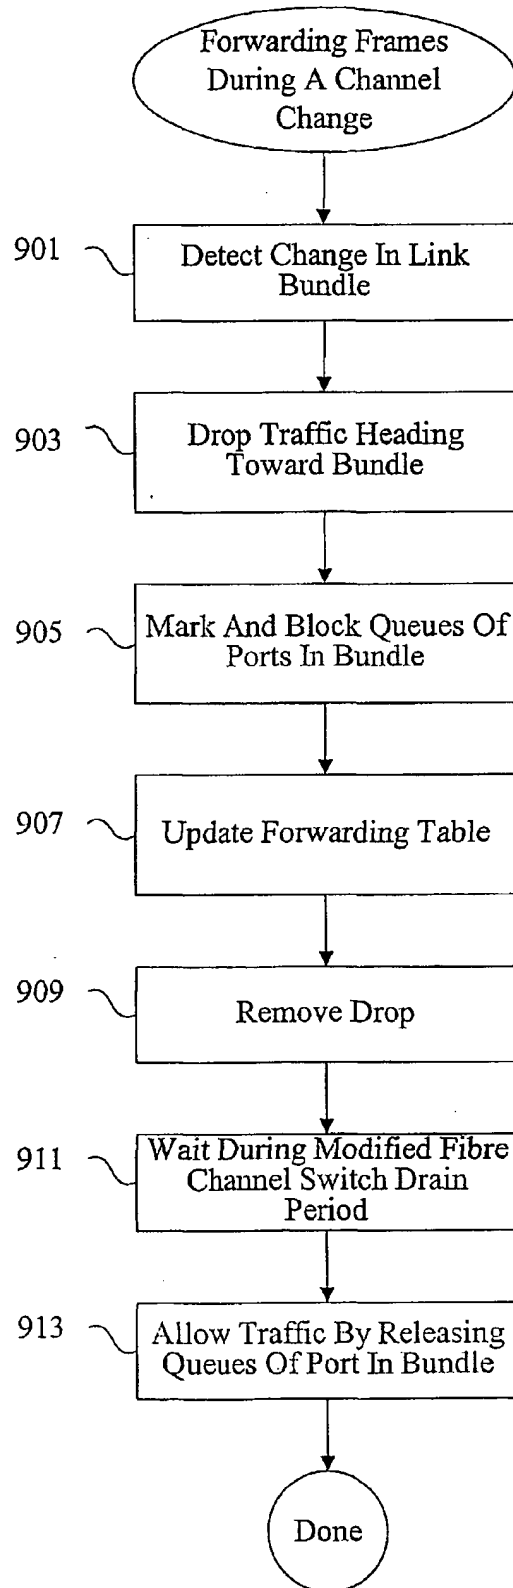 Forwarding Frames
During A Channel
Change
901
Detect Change In Link
Bundle
903
Drop Traffic Heading
Toward Bundle
905
Mark And Block Queues Of
Ports In Bundle
907
Update Forwarding Table
909
Remove Drop
911
Wait During Modified Fibre
Channel Switch Drain
Period
913
Allow Traffic By Releasing
Queues Of Port In Bundle
Done